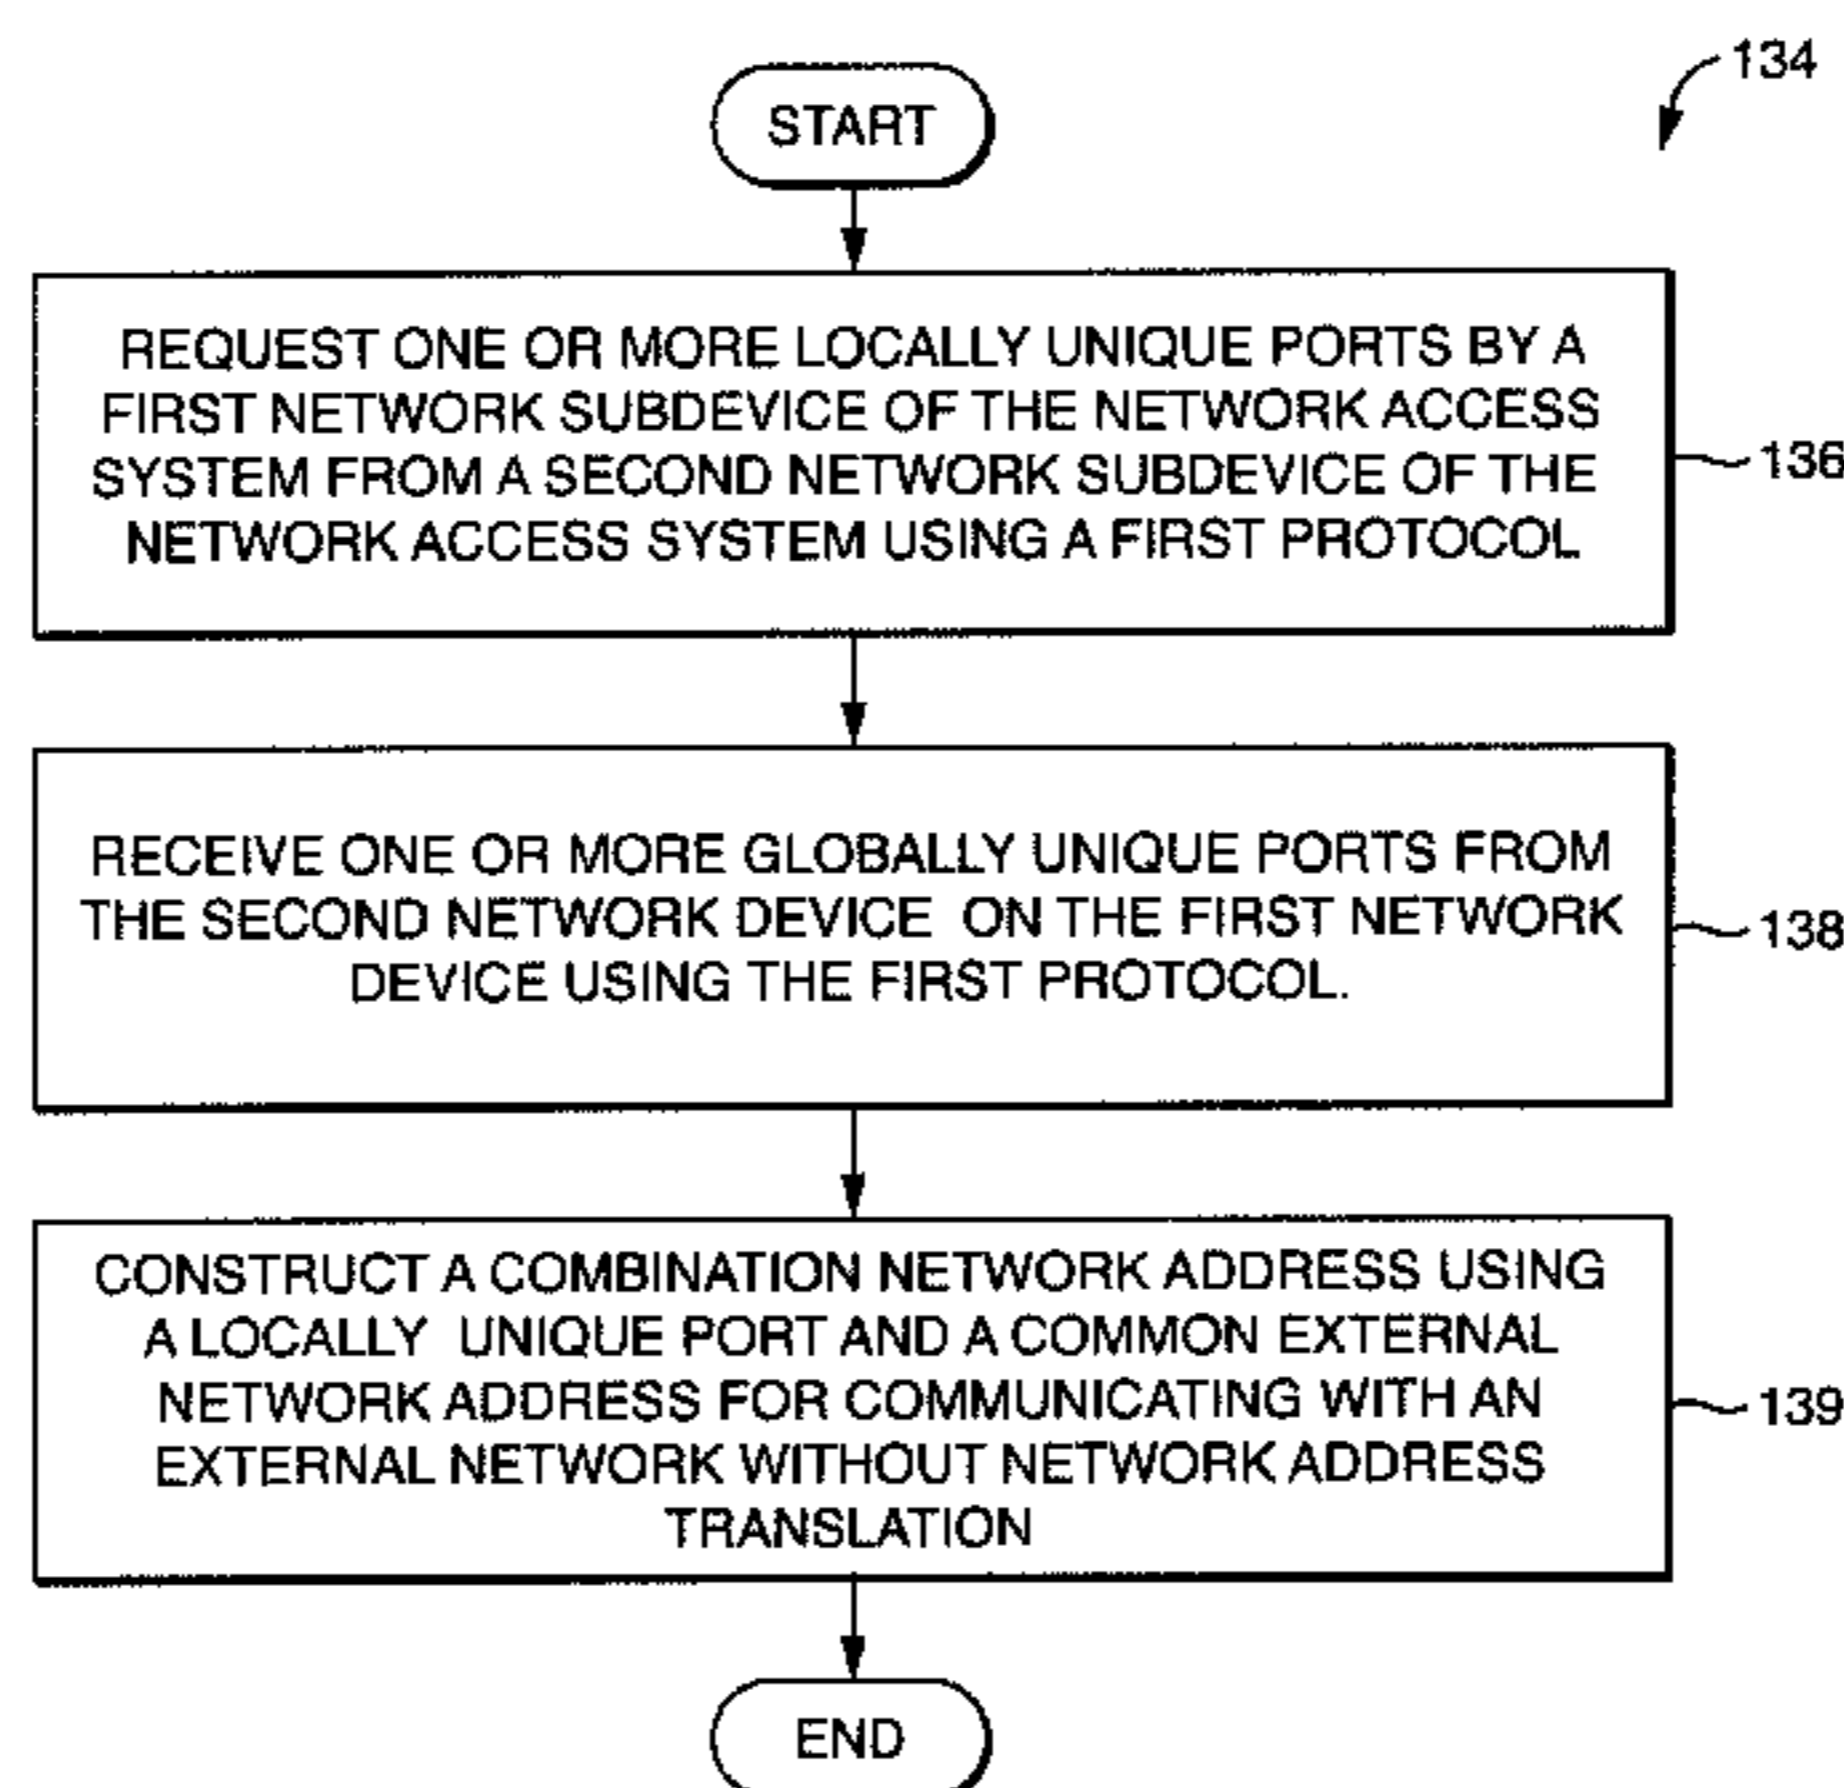 134
START
REQUEST ONE OR MORE LOCALLY UNIQUE PORTS BY A
FIRST NETWORK SUBDEVICE OF THE NETWORK ACCESS
SYSTEM FROM A SECOND NETWORK SUBDEVICE OF THE
NETWORK ACCESS SYSTEM USING A FIRST PROTOCOL
136
RECEIVE ONE OR MORE GLOBALLY UNIQUE PORTS FROM
THE SECOND NETWORK DEVICE ON THE FIRST NETWORK
DEVICE USING THE FIRST PROTOCOL.
138
CONSTRUCT A COMBINATION NETWORK ADDRESS USING
A LOCALLY UNIQUE PORT AND A COMMON EXTERNAL
NETWORK ADDRESS FOR COMMUNICATING WITH AN
EXTERNAL NETWORK WITHOUT NETWORK ADDRESS
TRANSLATION
139
END